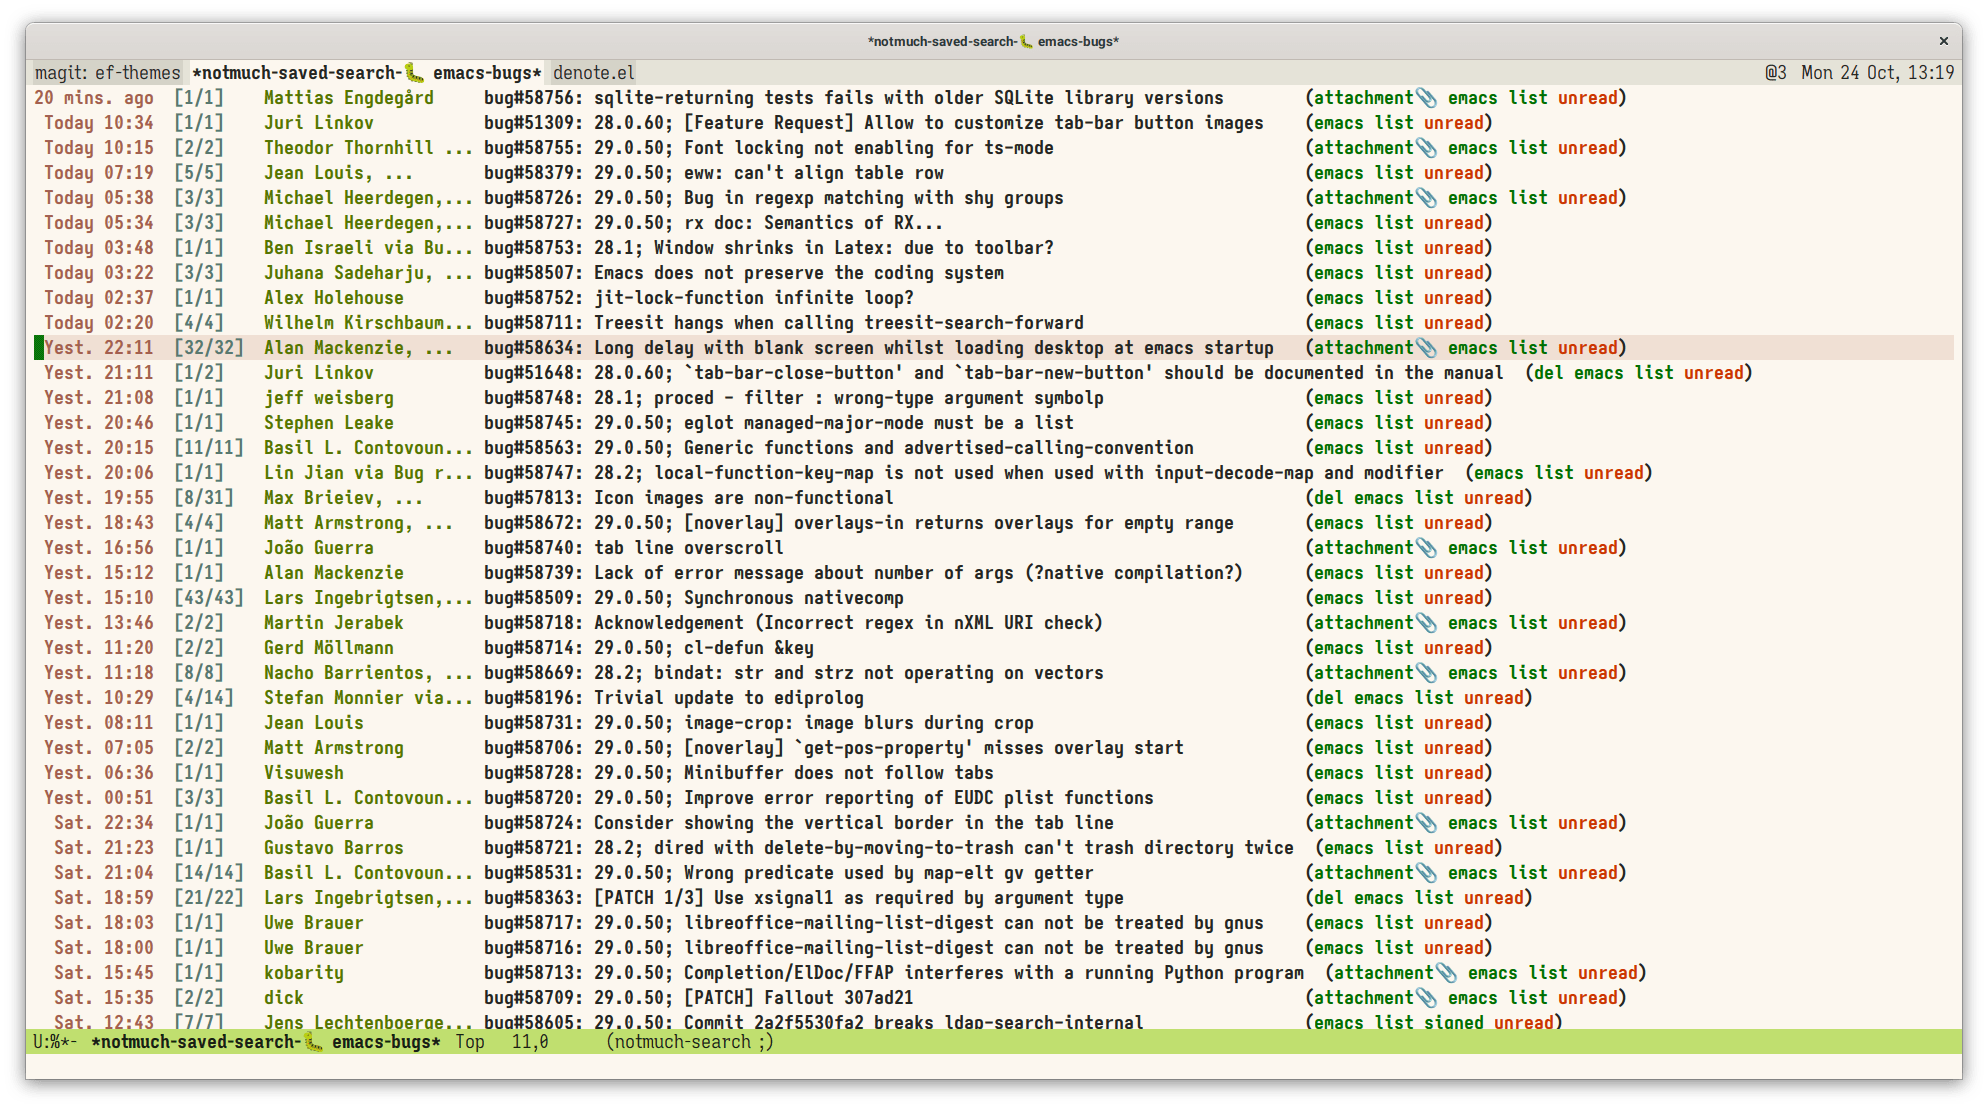 *notmuch-saved-search-🐛 emacs-bugs* ×
magit: ef-themes *notmuch-saved-search-🐛 emacs-bugs* denote.el @3 Mon 24 Oct, 13:19
20 mins. ago [1/1] Mattias Engdegård bug#58756: sqlite-returning tests fails with older SQLite library versions (attachment📎 emacs list unread)
Today 10:34 [1/1] Juri Linkov bug#51309: 28.0.60; [Feature Request] Allow to customize tab-bar button images (emacs list unread)
Today 10:15 [2/2] Theodor Thornhill ... bug#58755: 29.0.50; Font locking not enabling for ts-mode (attachment📎 emacs list unread)
Today 07:19 [5/5] Jean Louis, ... bug#58379: 29.0.50; eww: can't align table row (emacs list unread)
Today 05:38 [3/3] Michael Heerdegen,... bug#58726: 29.0.50; Bug in regexp matching with shy groups (attachment📎 emacs list unread)
Today 05:34 [3/3] Michael Heerdegen,... bug#58727: 29.0.50; rx doc: Semantics of RX... (emacs list unread)
Today 03:48 [1/1] Ben Israeli via Bu... bug#58753: 28.1; Window shrinks in Latex: due to toolbar? (emacs list unread)
Today 03:22 [3/3] Juhana Sadeharju, ... bug#58507: Emacs does not preserve the coding system (emacs list unread)
Today 02:37 [1/1] Alex Holehouse bug#58752: jit-lock-function infinite loop? (emacs list unread)
Today 02:20 [4/4] Wilhelm Kirschbaum... bug#58711: Treesit hangs when calling treesit-search-forward (emacs list unread)
Yest. 22:11 [32/32] Alan Mackenzie, ... bug#58634: Long delay with blank screen whilst loading desktop at emacs startup (attachment📎 emacs list unread)
Yest. 21:11 [1/2] Juri Linkov bug#51648: 28.0.60; `tab-bar-close-button' and `tab-bar-new-button' should be documented in the manual (del emacs list unread)
Yest. 21:08 [1/1] jeff weisberg bug#58748: 28.1; proced - filter : wrong-type argument symbolp (emacs list unread)
Yest. 20:46 [1/1] Stephen Leake bug#58745: 29.0.50; eglot managed-major-mode must be a list (emacs list unread)
Yest. 20:15 [11/11] Basil L. Contovoun... bug#58563: 29.0.50; Generic functions and advertised-calling-convention (emacs list unread)
Yest. 20:06 [1/1] Lin Jian via Bug r... bug#58747: 28.2; local-function-key-map is not used when used with input-decode-map and modifier (emacs list unread)
Yest. 19:55 [8/31] Max Brieiev, ... bug#57813: Icon images are non-functional (del emacs list unread)
Yest. 18:43 [4/4] Matt Armstrong, ... bug#58672: 29.0.50; [noverlay] overlays-in returns overlays for empty range (emacs list unread)
Yest. 16:56 [1/1] João Guerra bug#58740: tab line overscroll (attachment📎 emacs list unread)
Yest. 15:12 [1/1] Alan Mackenzie bug#58739: Lack of error message about number of args (?native compilation?) (emacs list unread)
Yest. 15:10 [43/43] Lars Ingebrigtsen,... bug#58509: 29.0.50; Synchronous nativecomp (emacs list unread)
Yest. 13:46 [2/2] Martin Jerabek bug#58718: Acknowledgement (Incorrect regex in nXML URI check) (attachment📎 emacs list unread)
Yest. 11:20 [2/2] Gerd Möllmann bug#58714: 29.0.50; cl-defun &key (emacs list unread)
Yest. 11:18 [8/8] Nacho Barrientos, ... bug#58669: 28.2; bindat: str and strz not operating on vectors (attachment📎 emacs list unread)
Yest. 10:29 [4/14] Stefan Monnier via... bug#58196: Trivial update to ediprolog (del emacs list unread)
Yest. 08:11 [1/1] Jean Louis bug#58731: 29.0.50; image-crop: image blurs during crop (emacs list unread)
Yest. 07:05 [2/2] Matt Armstrong bug#58706: 29.0.50; [noverlay] `get-pos-property' misses overlay start (emacs list unread)
Yest. 06:36 [1/1] Visuwesh bug#58728: 29.0.50; Minibuffer does not follow tabs (emacs list unread)
Yest. 00:51 [3/3] Basil L. Contovoun... bug#58720: 29.0.50; Improve error reporting of EUDC plist functions (emacs list unread)
Sat. 22:34 [1/1] João Guerra bug#58724: Consider showing the vertical border in the tab line (attachment📎 emacs list unread)
Sat. 21:23 [1/1] Gustavo Barros bug#58721: 28.2; dired with delete-by-moving-to-trash can't trash directory twice (emacs list unread)
Sat. 21:04 [14/14] Basil L. Contovoun... bug#58531: 29.0.50; Wrong predicate used by map-elt gv getter (attachment📎 emacs list unread)
Sat. 18:59 [21/22] Lars Ingebrigtsen,... bug#58363: [PATCH 1/3] Use xsignal1 as required by argument type (del emacs list unread)
Sat. 18:03 [1/1] Uwe Brauer bug#58717: 29.0.50; libreoffice-mailing-list-digest can not be treated by gnus (emacs list unread)
Sat. 18:00 [1/1] Uwe Brauer bug#58716: 29.0.50; libreoffice-mailing-list-digest can not be treated by gnus (emacs list unread)
Sat. 15:45 [1/1] kobarity bug#58713: 29.0.50; Completion/ElDoc/FFAP interferes with a running Python program (attachment📎 emacs list unread)
Sat. 15:35 [2/2] dick bug#58709: 29.0.50; [PATCH] Fallout 307ad21 (attachment📎 emacs list unread)
Sat. 12:43 [7/7] Jens Lechtenboerge... bug#58605: 29.0.50; Commit 2a2f5530fa2 breaks ldap-search-internal (emacs list signed unread)
U:%*- *notmuch-saved-search-🐛 emacs-bugs* Top 11,0 (notmuch-search ;)